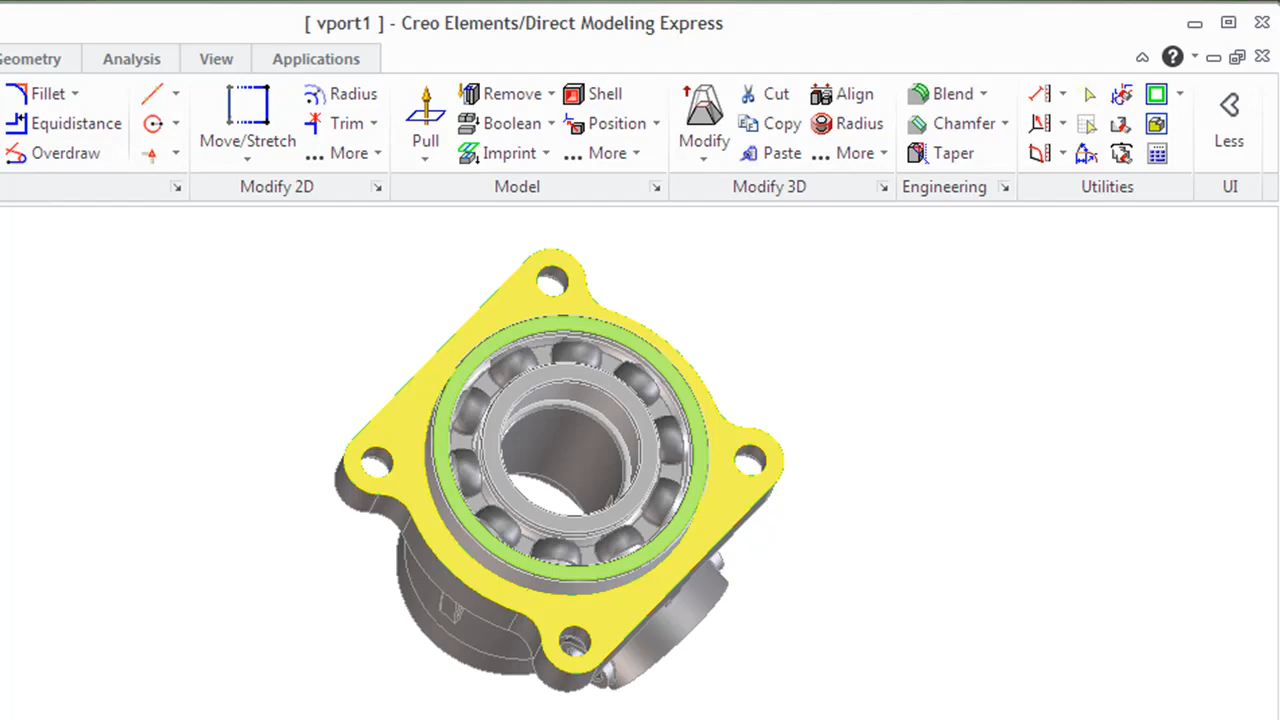 [ vport1 ] - Creo Elements/Direct Modeling Express
Geometry Analysis View Applications
Fillet Radius Remove Shell Cut Align Blend
Equidistance Move/Stretch Trim Pull Boolean Position Modify Copy Radius Chamfer Less
Overdraw ... More Imprint ... More Paste ... More Taper
Modify 2D Model Modify 3D Engineering Utilities UI